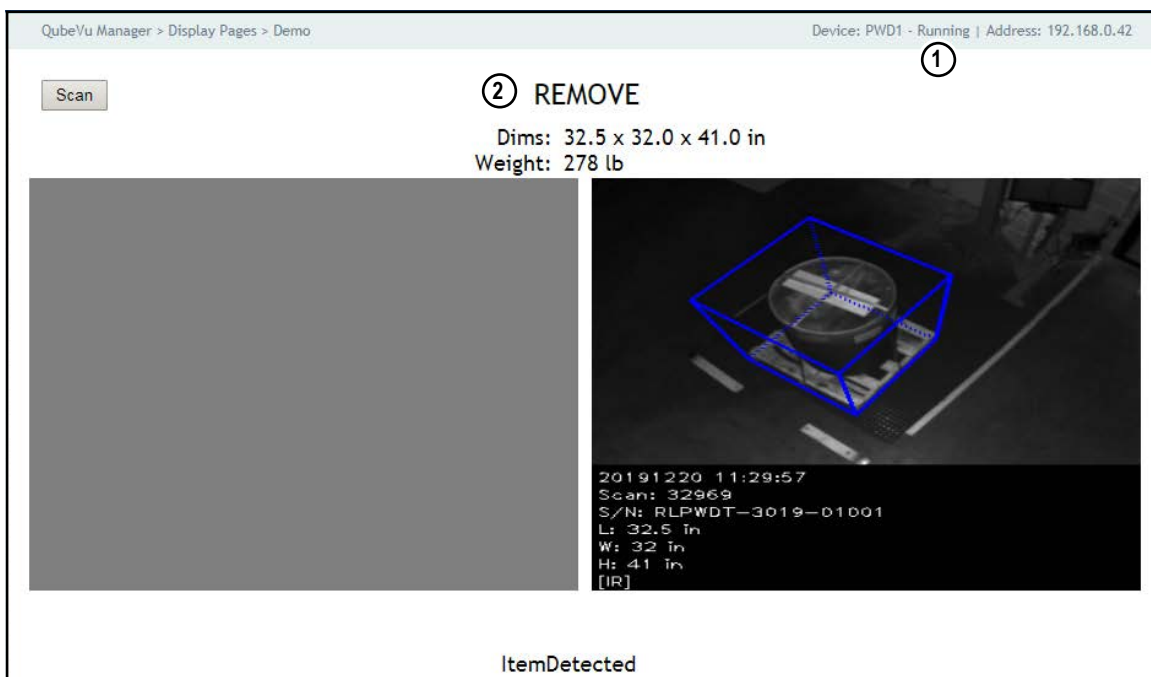 QubeVu Manager > Display Pages > Demo
Device: PWD1 - Running | Address: 192.168.0.42
1
Scan
2 REMOVE
Dims: 32.5 x 32.0 x 41.0 in
Weight: 278 lb
20191220 11:29:57
Scan: 32969
S/N: RLPWDT-3019-01001
L: 32.5 in
W: 32 in
H: 41 in
[IR]
ItemDetected